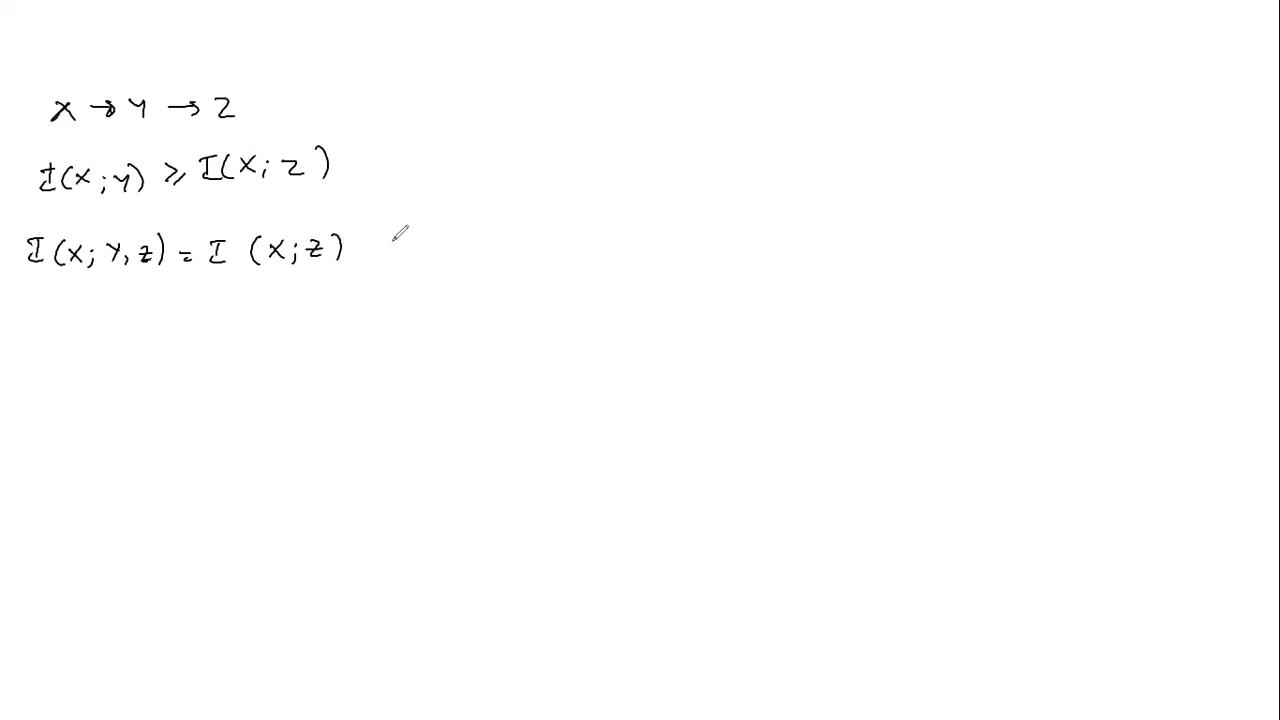 X → Y → Z
I(X;Y) ≥ I(X;Z)
I(X;Y,Z) = I(X;Z)